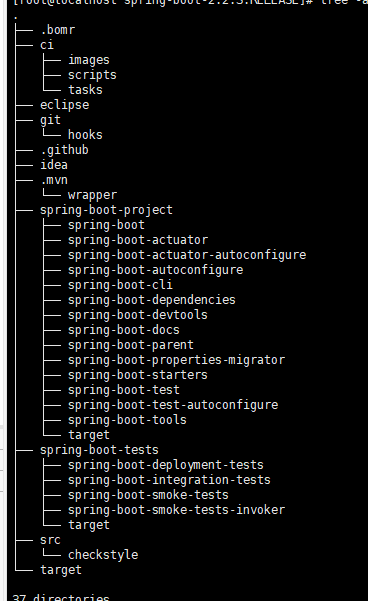 [root@localhost spring-boot-2.2.3.RELEASE]# tree -a
.
├── .bomr
├── ci
│   ├── images
│   ├── scripts
│   └── tasks
├── eclipse
├── git
│   └── hooks
├── .github
├── idea
├── .mvn
│   └── wrapper
├── spring-boot-project
│   ├── spring-boot
│   ├── spring-boot-actuator
│   ├── spring-boot-actuator-autoconfigure
│   ├── spring-boot-autoconfigure
│   ├── spring-boot-cli
│   ├── spring-boot-dependencies
│   ├── spring-boot-devtools
│   ├── spring-boot-docs
│   ├── spring-boot-parent
│   ├── spring-boot-properties-migrator
│   ├── spring-boot-starters
│   ├── spring-boot-test
│   ├── spring-boot-test-autoconfigure
│   ├── spring-boot-tools
│   └── target
├── spring-boot-tests
│   ├── spring-boot-deployment-tests
│   ├── spring-boot-integration-tests
│   ├── spring-boot-smoke-tests
│   ├── spring-boot-smoke-tests-invoker
│   └── target
├── src
│   └── checkstyle
└── target
37 directories